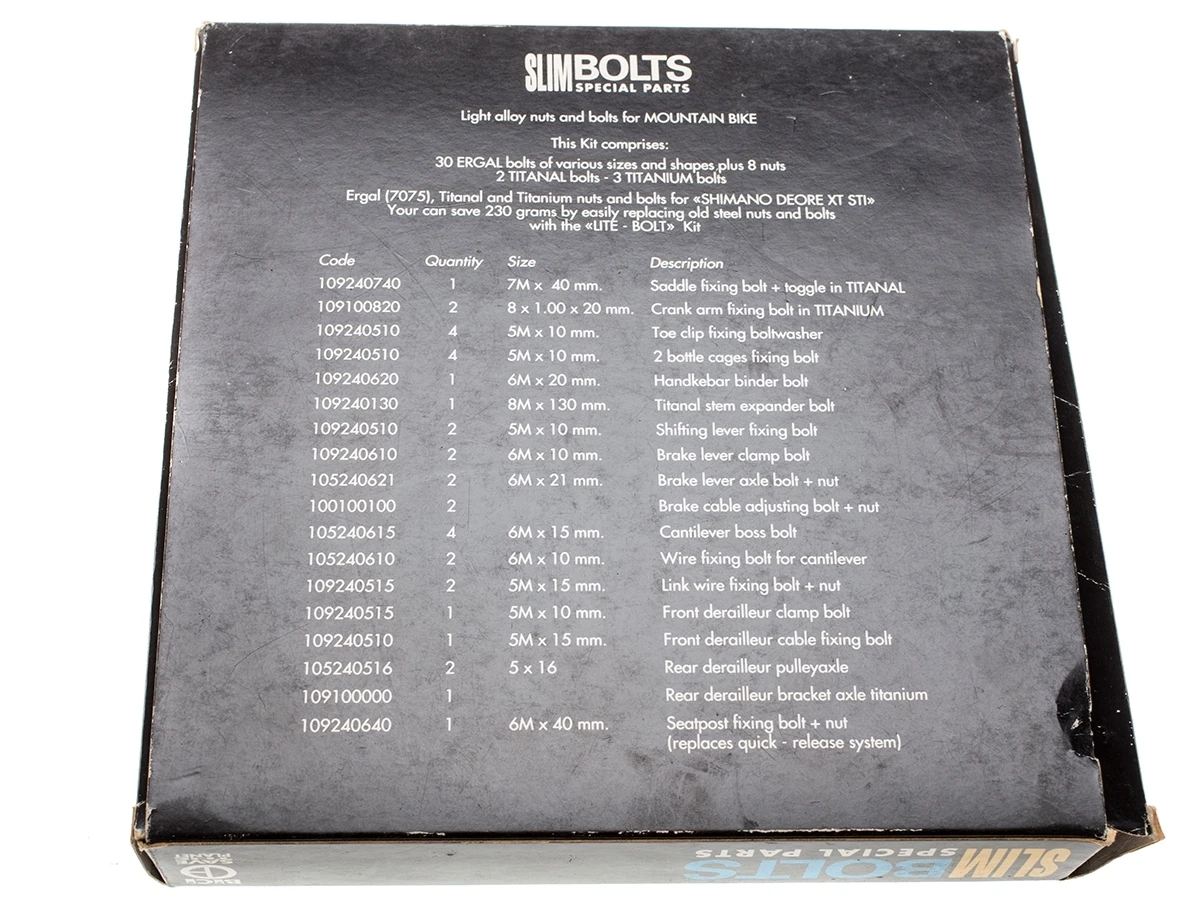 SLIMBOLTS
SPECIAL PARTS
Light alloy nuts and bolts for MOUNTAIN BIKE
This Kit comprises:
30 ERGAL bolts of various sizes and shapes plus 8 nuts
2 TITANAL bolts - 3 TITANIUM bolts
Ergal (7075), Titanal and Titanium nuts and bolts for «SHIMANO DEORE XT STI»
Your can save 230 grams by easily replacing old steel nuts and bolts
with the «LITE - BOLT» Kit
Code Quantity Size Description
109240740 1 7M x 40 mm. Saddle fixing bolt + toggle in TITANAL
109100820 2 8 x 1.00 x 20 mm. Crank arm fixing bolt in TITANIUM
109240510 4 5M x 10 mm. Toe clip fixing boltwasher
109240510 4 5M x 10 mm. 2 bottle cages fixing bolt
109240620 1 6M x 20 mm. Handkebar binder bolt
109240130 1 8M x 130 mm. Titanal stem expander bolt
109240510 2 5M x 10 mm. Shifting lever fixing bolt
109240610 2 6M x 10 mm. Brake lever clamp bolt
105240621 2 6M x 21 mm. Brake lever axle bolt + nut
100100100 2 Brake cable adjusting bolt + nut
105240615 4 6M x 15 mm. Cantilever boss bolt
105240610 2 6M x 10 mm. Wire fixing bolt for cantilever
109240515 2 5M x 15 mm. Link wire fixing bolt + nut
109240515 1 5M x 10 mm. Front derailleur clamp bolt
109240510 1 5M x 15 mm. Front derailleur cable fixing bolt
105240516 2 5 x 16 Rear derailleur pulleyaxle
109100000 1 Rear derailleur bracket axle titanium
109240640 1 6M x 40 mm. Seatpost fixing bolt + nut
(replaces quick - release system)
SLIMBOLTS
SPECIAL PARTS